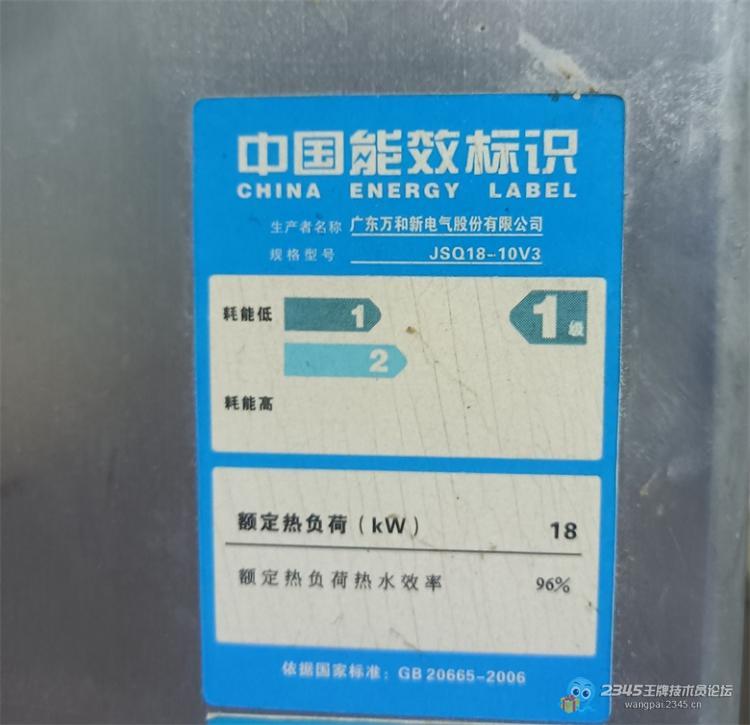 中国能效标识
CHINA ENERGY LABEL
生产者名称 广东万和新电气股份有限公司
规格型号 JSQ18-10V3
耗能低 1 1级
2
耗能高
额定热负荷(kW) 18
额定热负荷热水效率 96%
依据国家标准：GB 20665-2006
2345王牌技术员论坛
wangpai.2345.cn